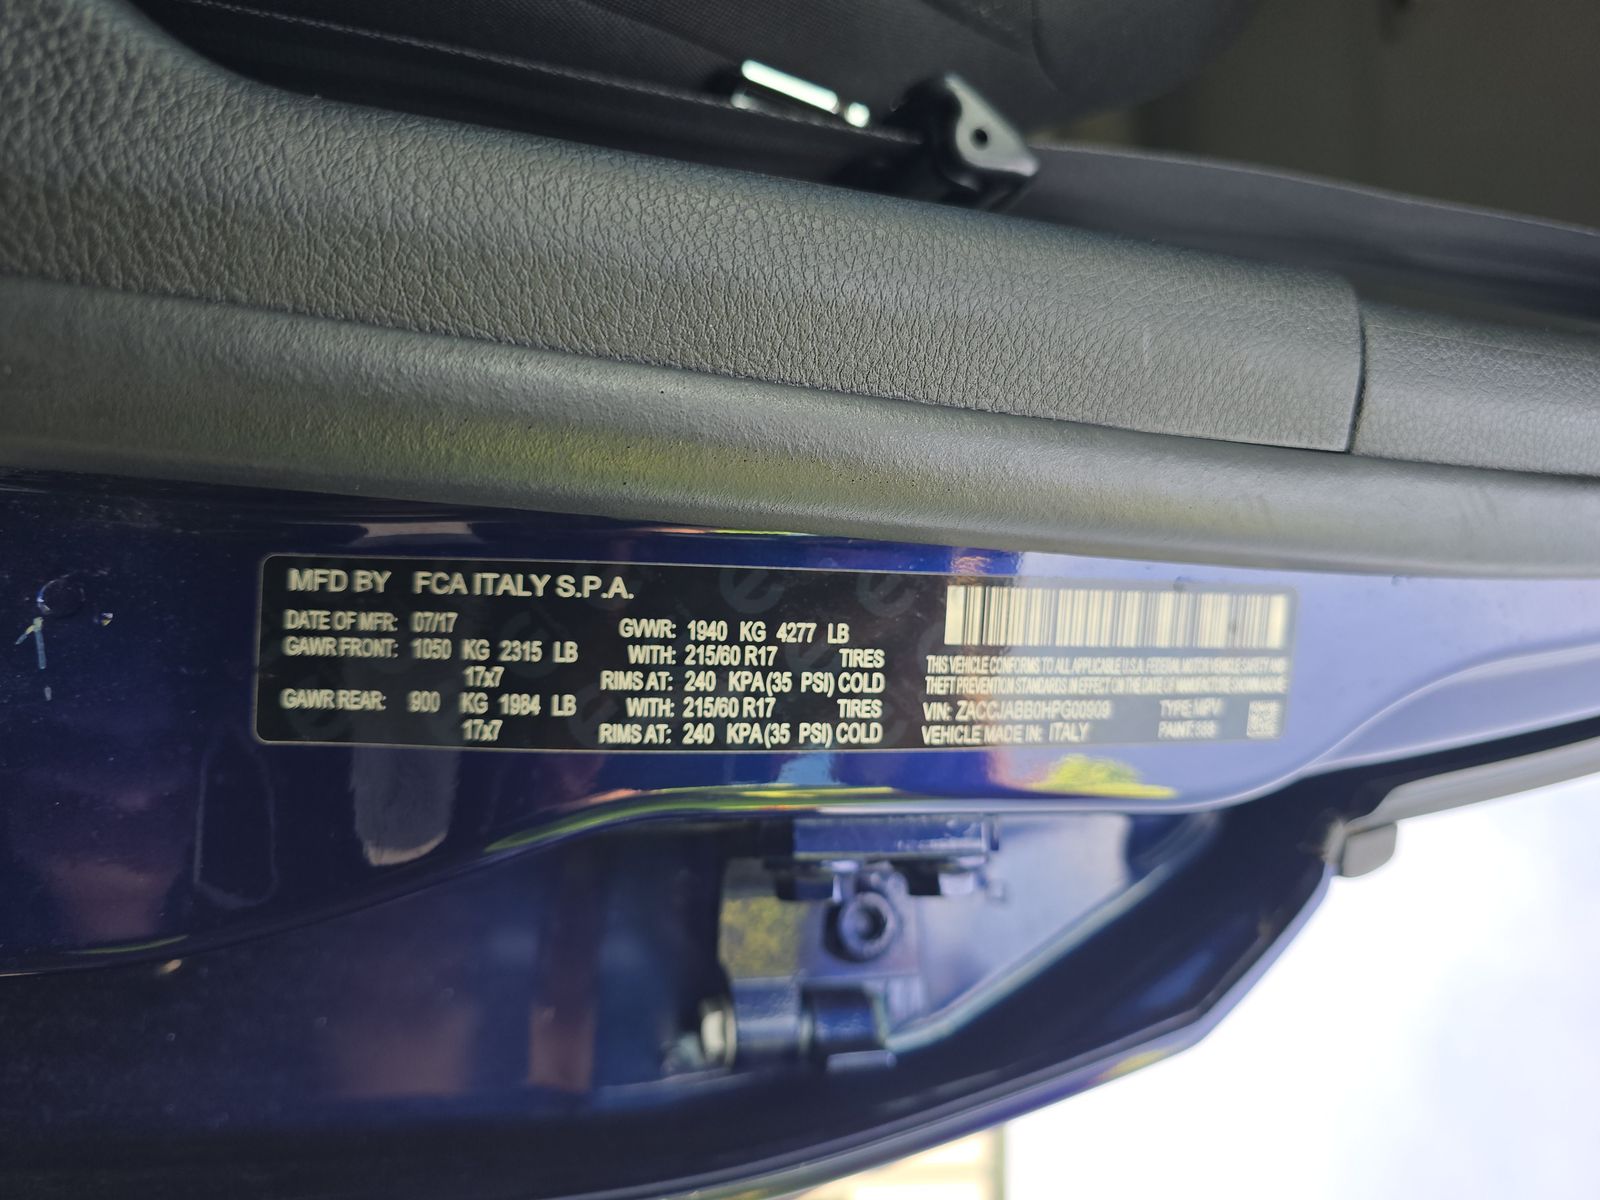 MFD BY FCA ITALY S.P.A.
DATE OF MFR: 07/17 GVWR: 1940 KG 4277 LB
GAWR FRONT: 1050 KG 2315 LB WITH: 215/60 R17 TIRES
17x7 RIMS AT: 240 KPA (35 PSI) COLD
GAWR REAR: 900 KG 1984 LB WITH: 215/60 R17 TIRES
17x7 RIMS AT: 240 KPA (35 PSI) COLD
THIS VEHICLE CONFORMS TO ALL APPLICABLE U.S.A. FEDERAL MOTOR VEHICLE SAFETY AND
THEFT PREVENTION STANDARDS IN EFFECT ON THE DATE OF MANUFACTURE SHOWN ABOVE
VIN: ZACCJABB0HPG00909 TYPE: MPV
VEHICLE MADE IN: ITALY PAINT: